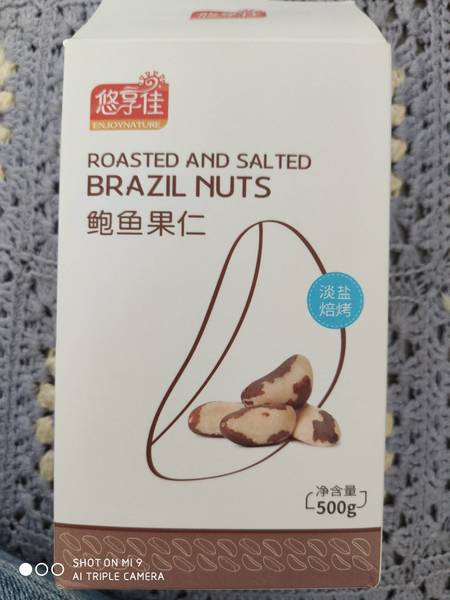 悠享佳
ENJOYNATURE
ROASTED AND SALTED
BRAZIL NUTS
鲍鱼果仁
淡盐
焙烤
净含量
500g
SHOT ON MI 9
AI TRIPLE CAMERA